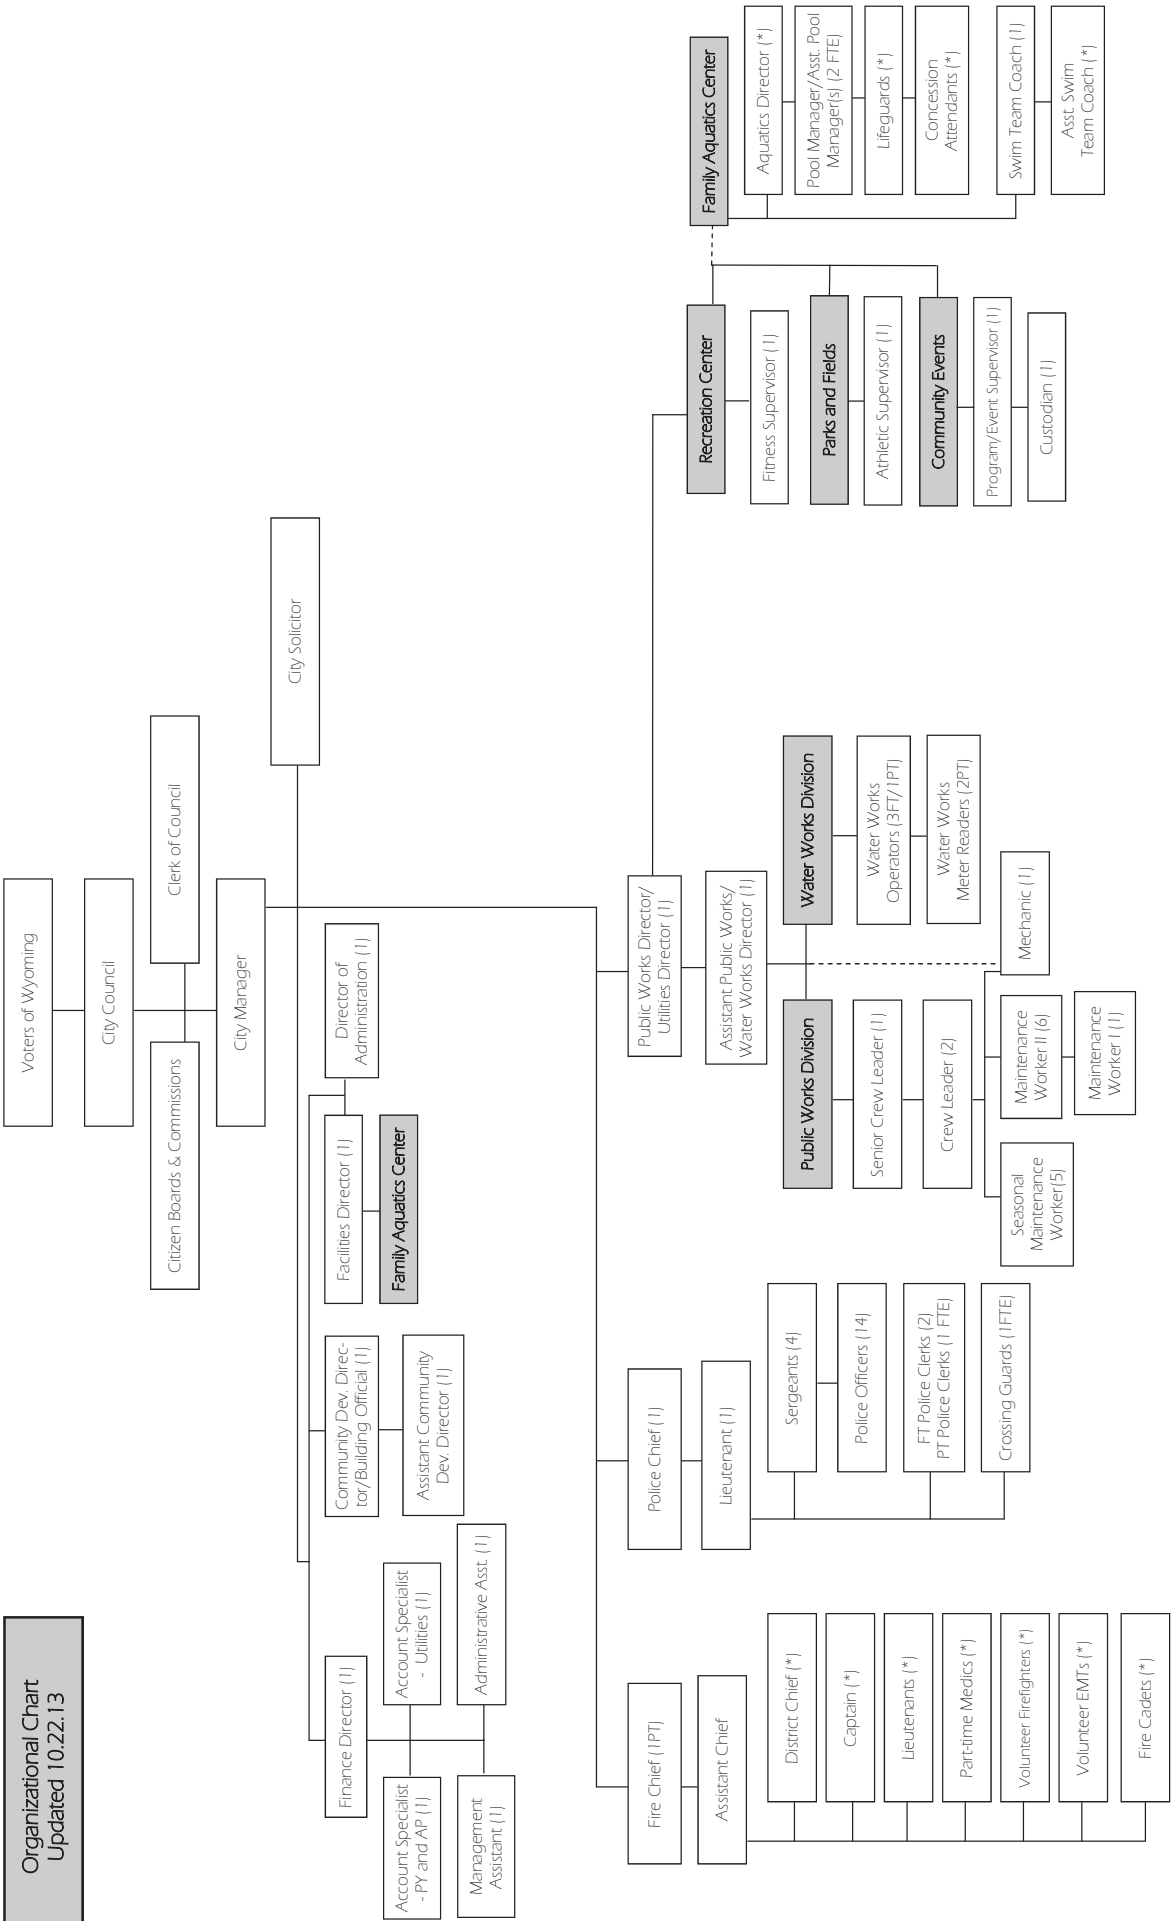 Organizational Chart
Updated 10.22.13
Voters of Wyoming
City Council
Citizen Boards & Commissions
Clerk of Council
City Manager
City Solicitor
Finance Director (1)
Account Specialist
- PY and AP (1)
Account Specialist
- Utilities (1)
Management
Assistant (1)
Administrative Asst. (1)
Community Dev. Direc-
tor/Building Official (1)
Assistant Community
Dev. Director (1)
Facilities Director (1)
Family Aquatics Center
Director of
Administration (1)
Fire Chief (1PT)
Assistant Chief
District Chief (*)
Captain (*)
Lieutenants (*)
Part-time Medics (*)
Volunteer Firefighters (*)
Volunteer EMTs (*)
Fire Cadets (*)
Police Chief (1)
Lieutenant (1)
Sergeants (4)
Police Officers (14)
FT Police Clerks (2)
PT Police Clerks (1 FTE)
Crossing Guards (1FTE)
Public Works Director/
Utilities Director (1)
Assistant Public Works/
Water Works Director (1)
Public Works Division
Senior Crew Leader (1)
Crew Leader (2)
Seasonal
Maintenance
Worker(5)
Maintenance
Worker II (6)
Maintenance
Worker I (1)
Mechanic (1)
Water Works Division
Water Works
Operators (3FT/1PT)
Water Works
Meter Readers (2PT)
Recreation Center
Fitness Supervisor (1)
Parks and Fields
Athletic Supervisor (1)
Community Events
Program/Event Supervisor (1)
Custodian (1)
Family Aquatics Center
Aquatics Director (*)
Pool Manager/Asst. Pool
Manager(s) (2 FTE)
Lifeguards (*)
Concession
Attendants (*)
Swim Team Coach (1)
Asst. Swim
Team Coach (*)